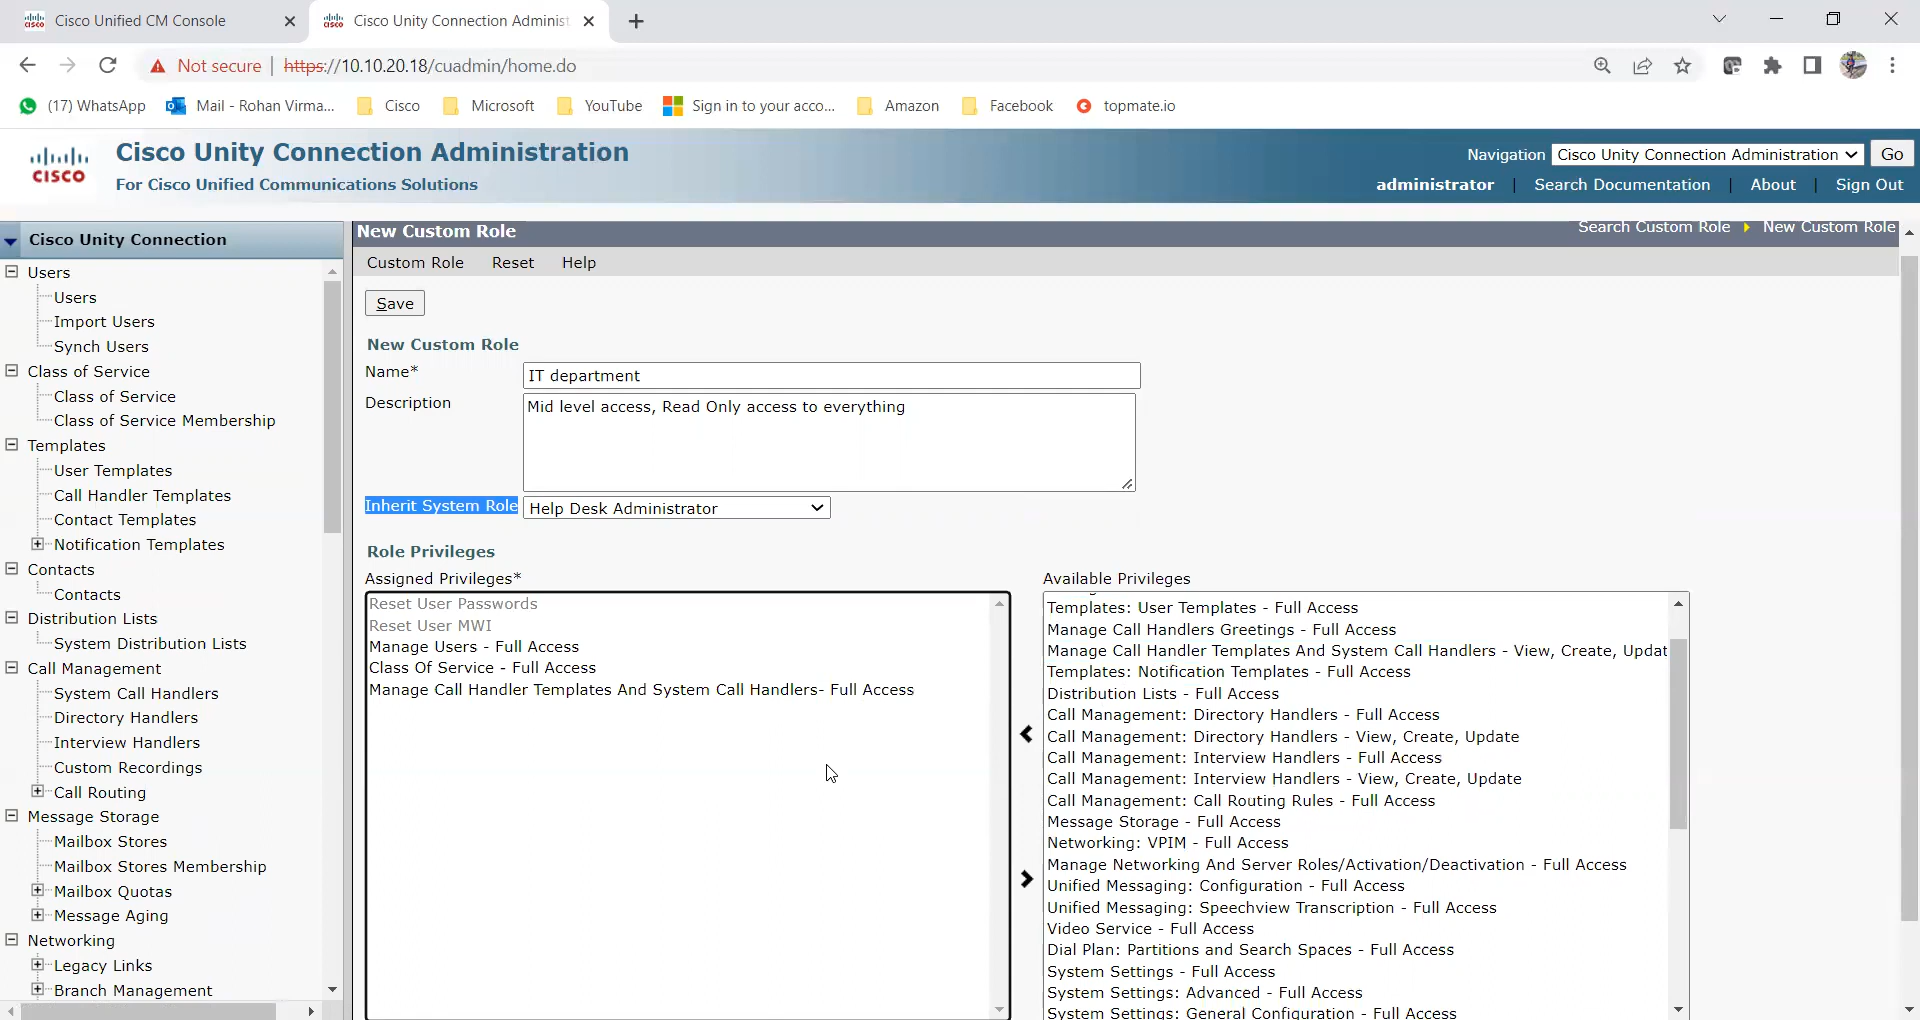 Cisco Unified CM Console
Cisco Unity Connection Administ
Not secure | https://10.10.20.18/cuadmin/home.do
(17) WhatsApp
Mail - Rohan Virma...
Cisco
Microsoft
YouTube
Sign in to your acco...
Amazon
Facebook
topmate.io
CISCO
Cisco Unity Connection Administration
For Cisco Unified Communications Solutions
Navigation
Cisco Unity Connection Administration
Go
administrator | Search Documentation | About | Sign Out
Cisco Unity Connection
Users
Users
Import Users
Synch Users
Class of Service
Class of Service
Class of Service Membership
Templates
User Templates
Call Handler Templates
Contact Templates
Notification Templates
Contacts
Contacts
Distribution Lists
System Distribution Lists
Call Management
System Call Handlers
Directory Handlers
Interview Handlers
Custom Recordings
Call Routing
Message Storage
Mailbox Stores
Mailbox Stores Membership
Mailbox Quotas
Message Aging
Networking
Legacy Links
Branch Management
New Custom Role
Search Custom Role
New Custom Role
Custom Role
Reset
Help
Save
New Custom Role
Name*
IT department
Description
Mid level access, Read Only access to everything
Inherit System Role
Help Desk Administrator
Role Privileges
Assigned Privileges*
Reset User Passwords
Reset User MWI
Manage Users - Full Access
Class Of Service - Full Access
Manage Call Handler Templates And System Call Handlers- Full Access
Available Privileges
Templates: User Templates - Full Access
Manage Call Handlers Greetings - Full Access
Manage Call Handler Templates And System Call Handlers - View, Create, Updat
Templates: Notification Templates - Full Access
Distribution Lists - Full Access
Call Management: Directory Handlers - Full Access
Call Management: Directory Handlers - View, Create, Update
Call Management: Interview Handlers - Full Access
Call Management: Interview Handlers - View, Create, Update
Call Management: Call Routing Rules - Full Access
Message Storage - Full Access
Networking: VPIM - Full Access
Manage Networking And Server Roles/Activation/Deactivation - Full Access
Unified Messaging: Configuration - Full Access
Unified Messaging: Speechview Transcription - Full Access
Video Service - Full Access
Dial Plan: Partitions and Search Spaces - Full Access
System Settings - Full Access
System Settings: Advanced - Full Access
System Settings: General Configuration - Full Access